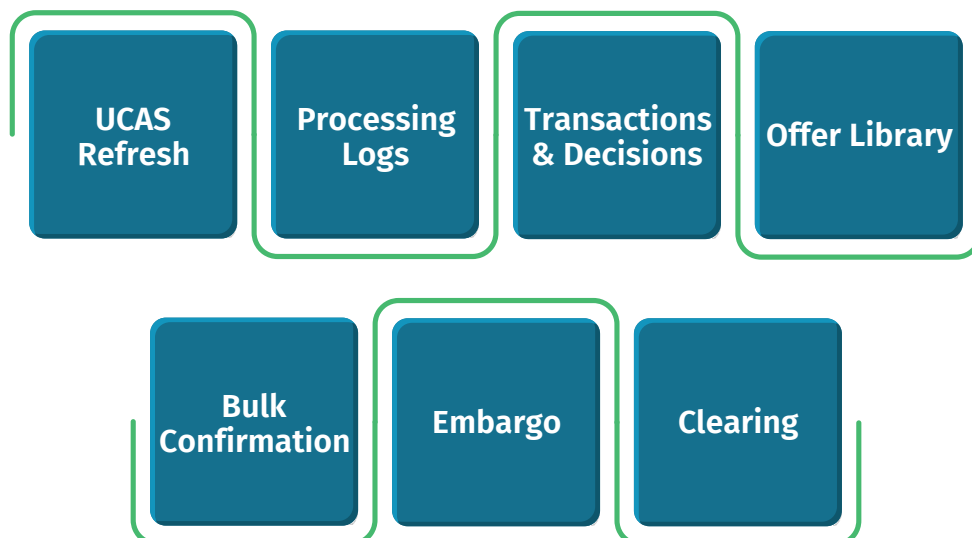 UCAS
Refresh
Processing
Logs
Transactions
& Decisions
Offer Library
Bulk
Confirmation
Embargo
Clearing